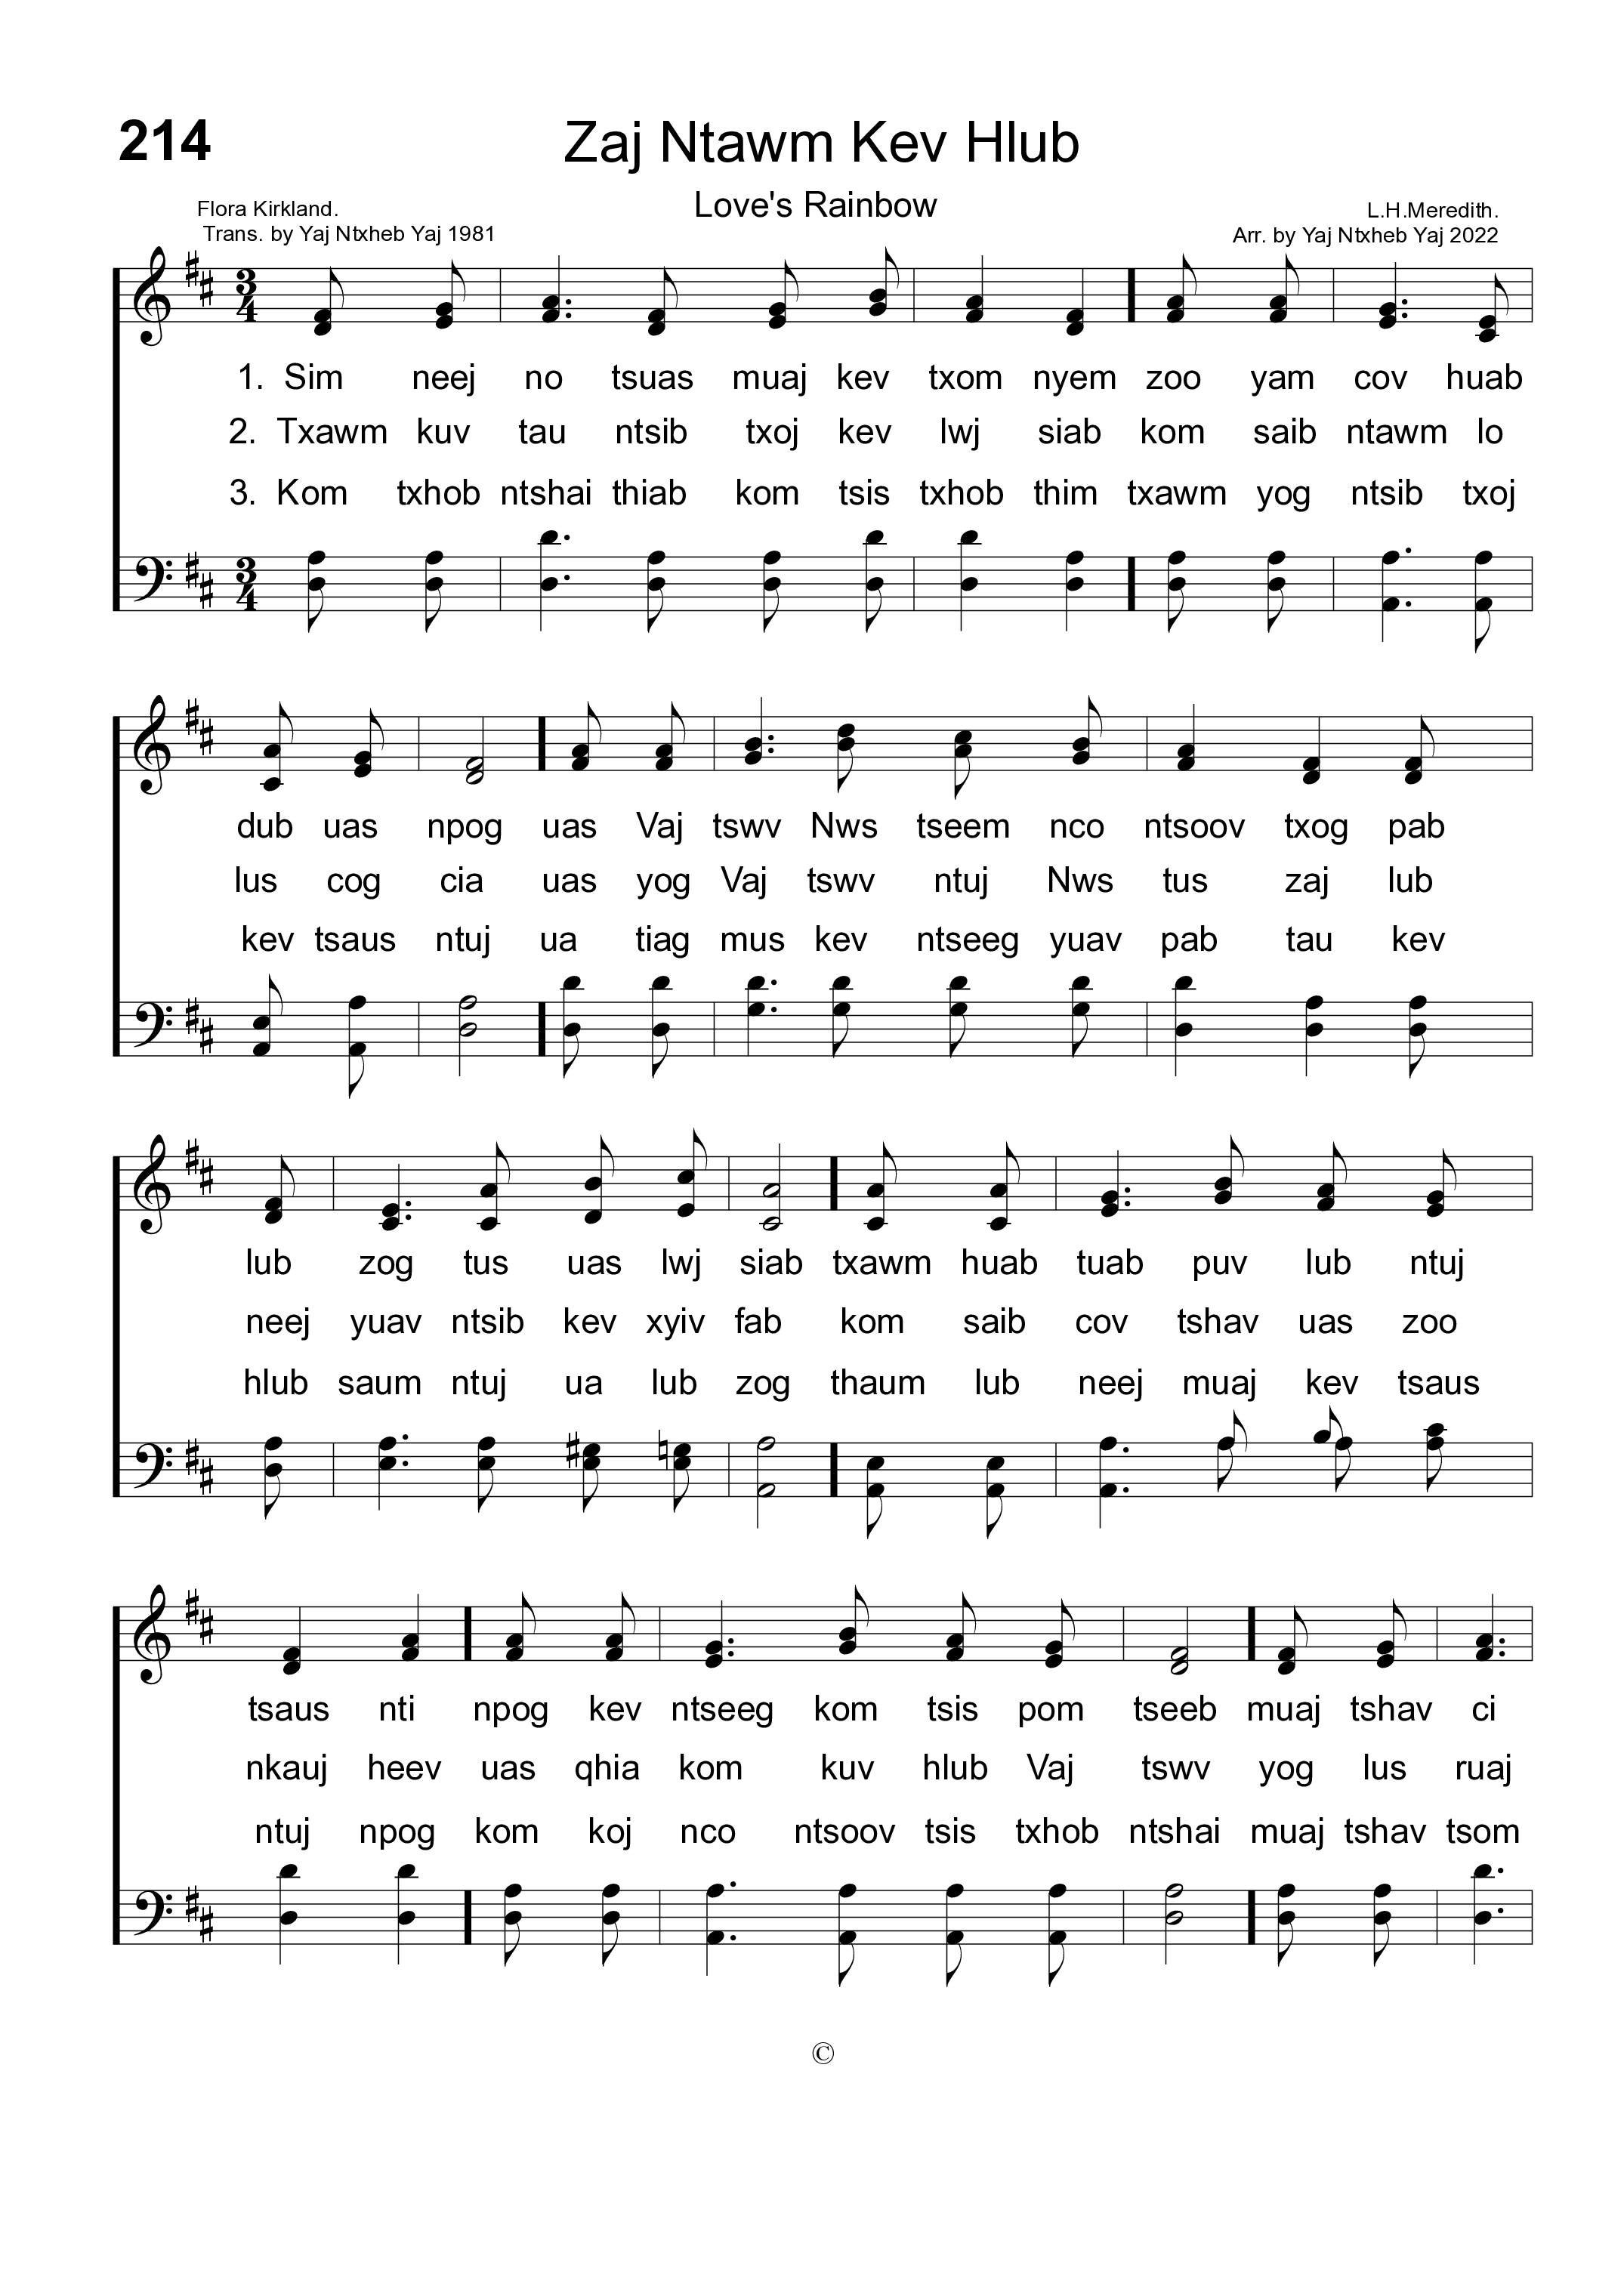 214
Zaj Ntawm Kev Hlub
Love's Rainbow
Flora Kirkland.
Trans. by Yaj Ntxheb Yaj 1981
L.H.Meredith.
Arr. by Yaj Ntxheb Yaj 2022
1. Sim neej no tsuas muaj kev txom nyem zoo yam cov huab
2. Txawm kuv tau ntsib txoj kev lwj siab kom saib ntawm lo
3. Kom txhob ntshai thiab kom tsis txhob thim txawm yog ntsib txoj
dub uas npog uas Vaj tswv Nws tseem nco ntsoov txog pab
lus cog cia uas yog Vaj tswv ntuj Nws tus zaj lub
kev tsaus ntuj ua tiag mus kev ntseeg yuav pab tau kev
lub zog tus uas lwj siab txawm huab tuab puv lub ntuj
neej yuav ntsib kev xyiv fab kom saib cov tshav uas zoo
hlub saum ntuj ua lub zog thaum lub neej muaj kev tsaus
tsaus nti npog kev ntseeg kom tsis pom tseeb muaj tshav ci
nkauj heev uas qhia kom kuv hlub Vaj tswv yog lus ruaj
ntuj npog kom koj nco ntsoov tsis txhob ntshai muaj tshav tsom
©